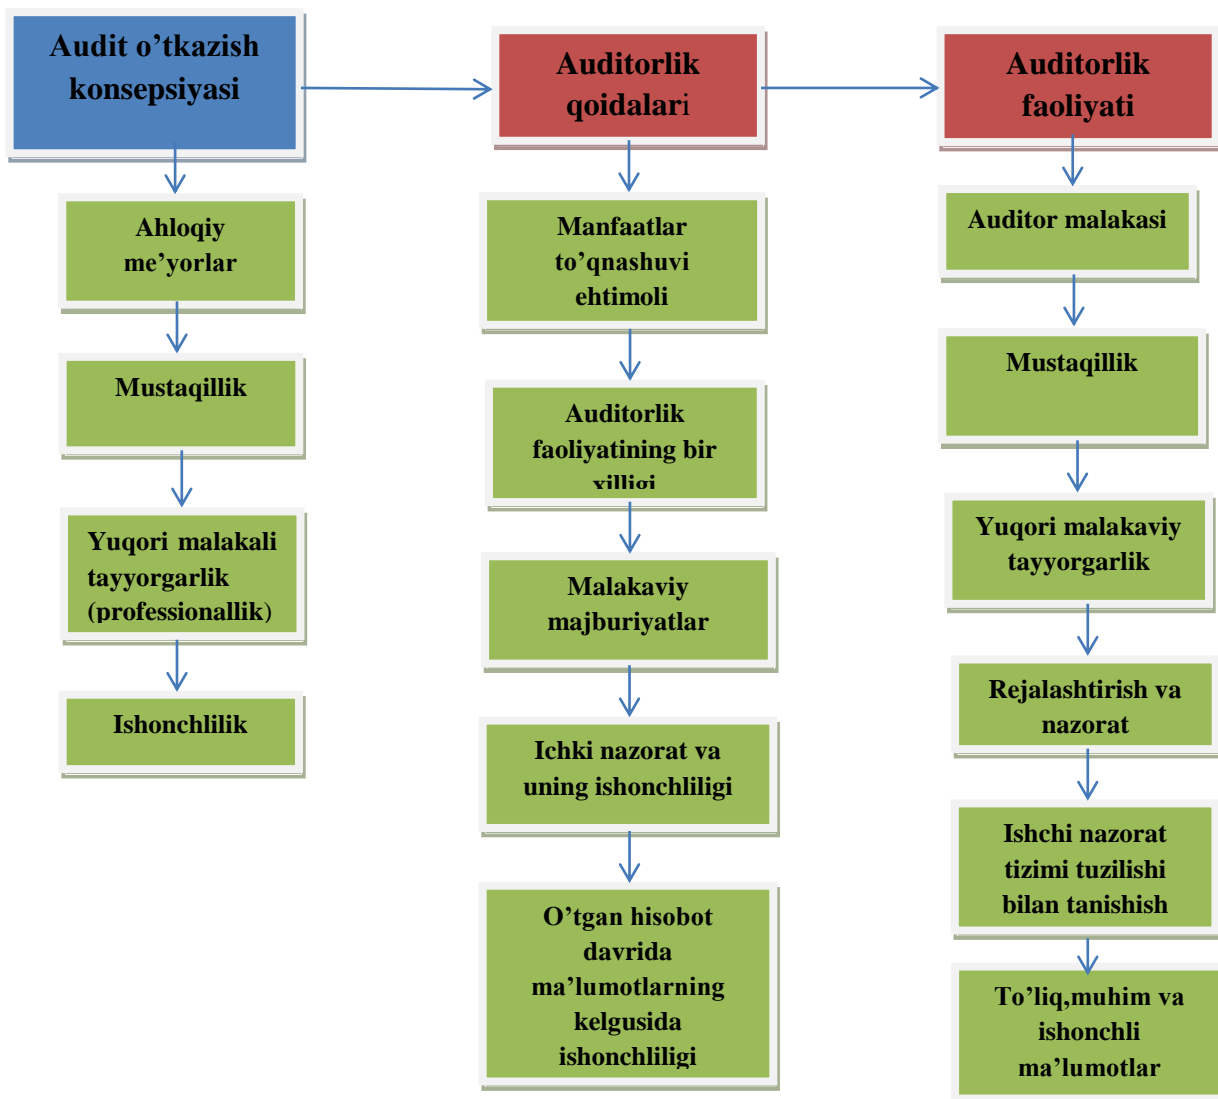 Audit o’tkazish
konsepsiyasi
Ahloqiy
me’yorlar
Mustaqillik
Yuqori malakali
tayyorgarlik
(professionallik)
Ishonchlilik
Auditorlik
qoidalari
Manfaatlar
to’qnashuvi
ehtimoli
Auditorlik
faoliyatining bir
xilligi
Malakaviy
majburiyatlar
Ichki nazorat va
uning ishonchliligi
O’tgan hisobot
davrida
ma’lumotlarning
kelgusida
ishonchliligi
Auditorlik
faoliyati
Auditor malakasi
Mustaqillik
Yuqori malakaviy
tayyorgarlik
Rejalashtirish va
nazorat
Ishchi nazorat
tizimi tuzilishi
bilan tanishish
To’liq,muhim va
ishonchli
ma’lumotlar